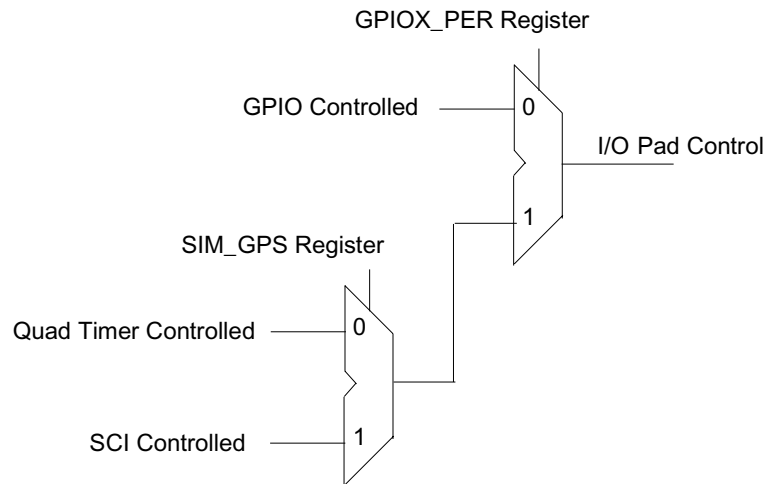 GPIOX_PER Register
GPIO Controlled
0
I/O Pad Control
1
SIM_GPS Register
Quad Timer Controlled
0
SCI Controlled
1